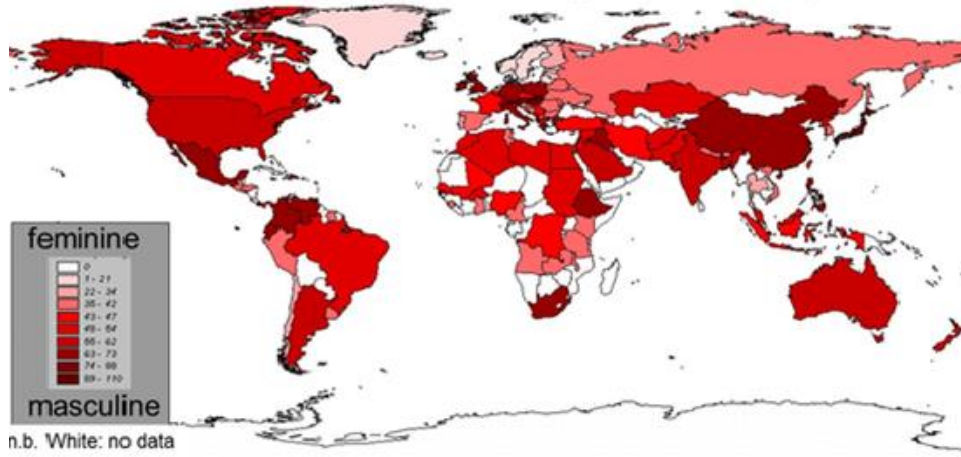 feminine
0
1 - 21
22 - 34
35 - 42
43 - 47
48 - 54
55 - 62
63 - 73
74 - 88
89 - 110
masculine
n.b. White: no data